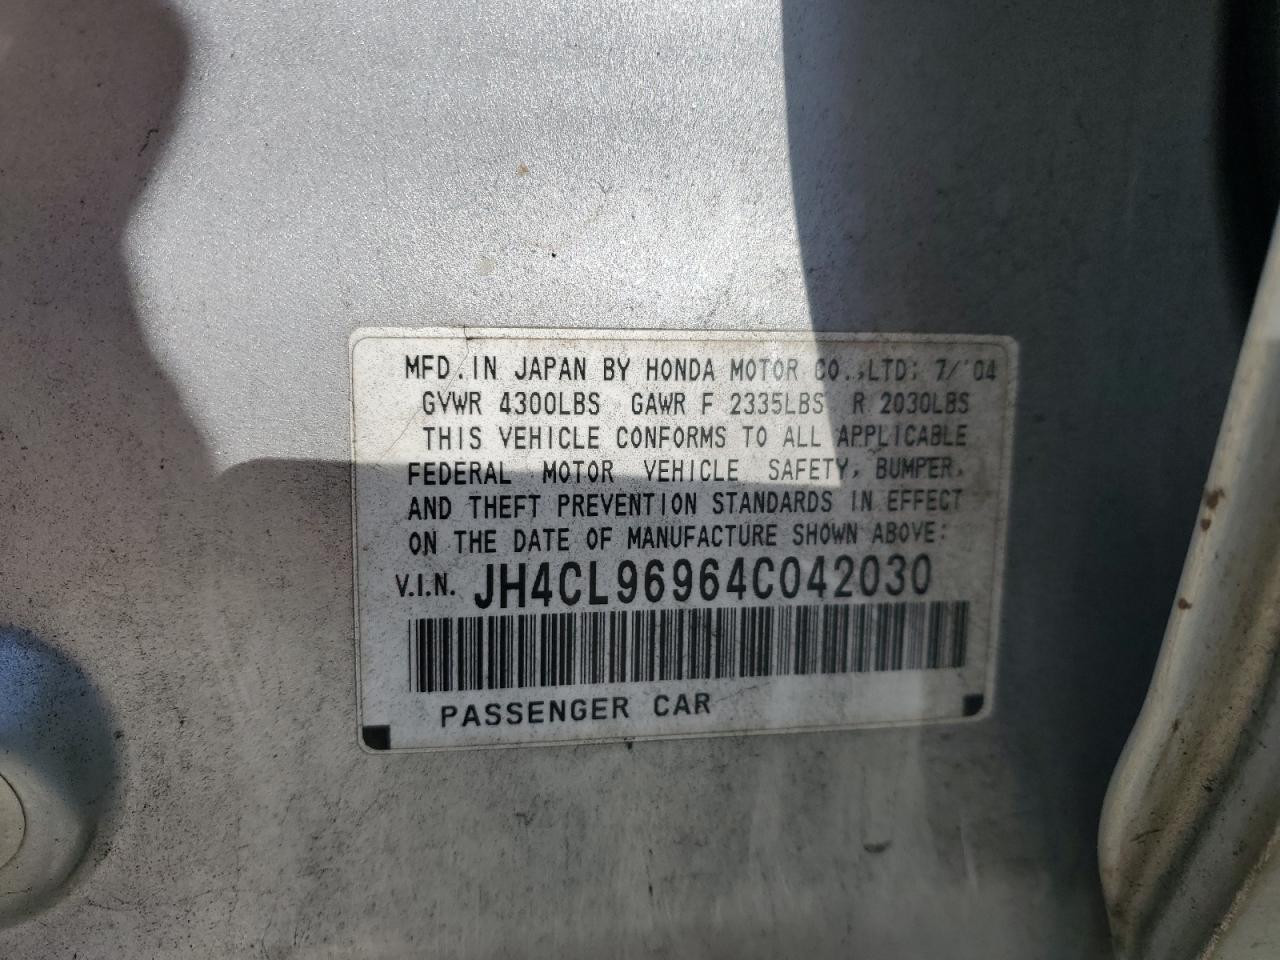 MFD. IN JAPAN BY HONDA MOTOR CO., LTD: 7/'04
GVWR 4300LBS GAWR F 2335LBS R 2030LBS
THIS VEHICLE CONFORMS TO ALL APPLICABLE
FEDERAL MOTOR VEHICLE SAFETY, BUMPER,
AND THEFT PREVENTION STANDARDS IN EFFECT
ON THE DATE OF MANUFACTURE SHOWN ABOVE:
V.I.N. JH4CL96964C042030
PASSENGER CAR